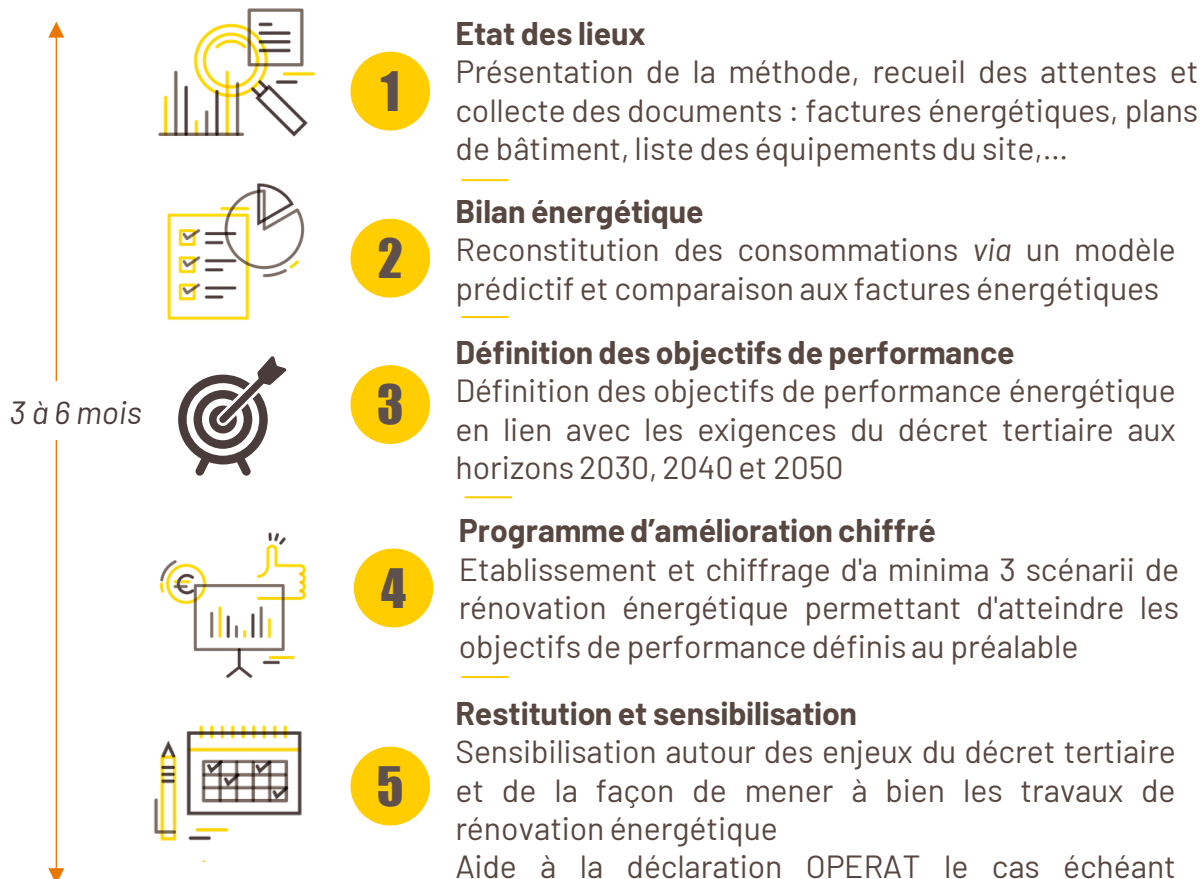 1
Etat des lieux
Présentation de la méthode, recueil des attentes et
collecte des documents : factures énergétiques, plans
de bâtiment, liste des équipements du site,...
2
Bilan énergétique
Reconstitution des consommations via un modèle
prédictif et comparaison aux factures énergétiques
3 à 6 mois
3
Définition des objectifs de performance
Définition des objectifs de performance énergétique
en lien avec les exigences du décret tertiaire aux
horizons 2030, 2040 et 2050
€
4
Programme d’amélioration chiffré
Etablissement et chiffrage d'a minima 3 scénarii de
rénovation énergétique permettant d'atteindre les
objectifs de performance définis au préalable
5
Restitution et sensibilisation
Sensibilisation autour des enjeux du décret tertiaire
et de la façon de mener à bien les travaux de
rénovation énergétique
Aide à la déclaration OPERAT le cas échéant